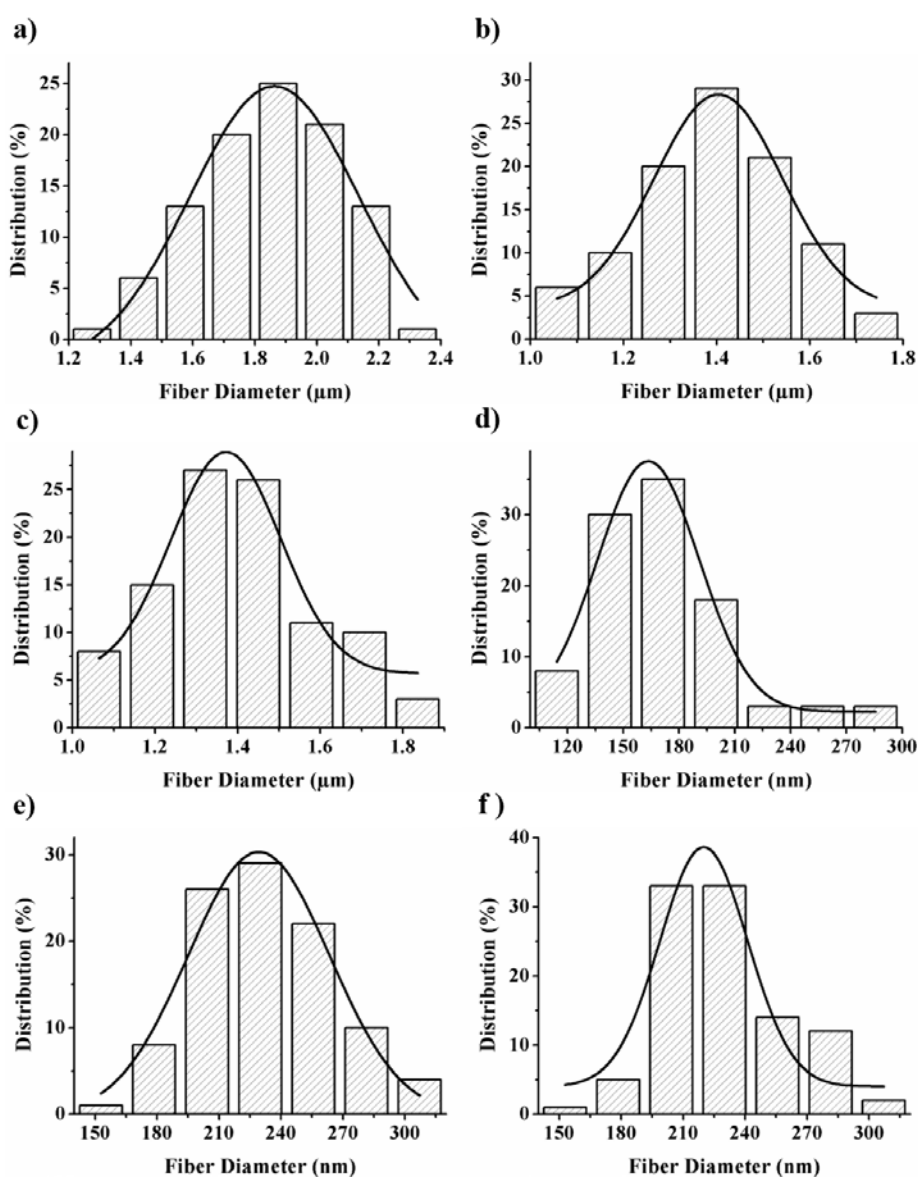 a)
b)
25
20
15
10
5
0
Distribution (%)
1.2 1.4 1.6 1.8 2.0 2.2 2.4
Fiber Diameter (µm)
30
25
20
15
10
5
0
Distribution (%)
1.0 1.2 1.4 1.6 1.8
Fiber Diameter (µm)
c)
d)
25
20
15
10
5
0
Distribution (%)
1.0 1.2 1.4 1.6 1.8
Fiber Diameter (µm)
30
20
10
0
Distribution (%)
120 150 180 210 240 270 300
Fiber Diameter (nm)
e)
f)
30
20
10
0
Distribution (%)
150 180 210 240 270 300
Fiber Diameter (nm)
40
30
20
10
0
Distribution (%)
150 180 210 240 270 300
Fiber Diameter (nm)